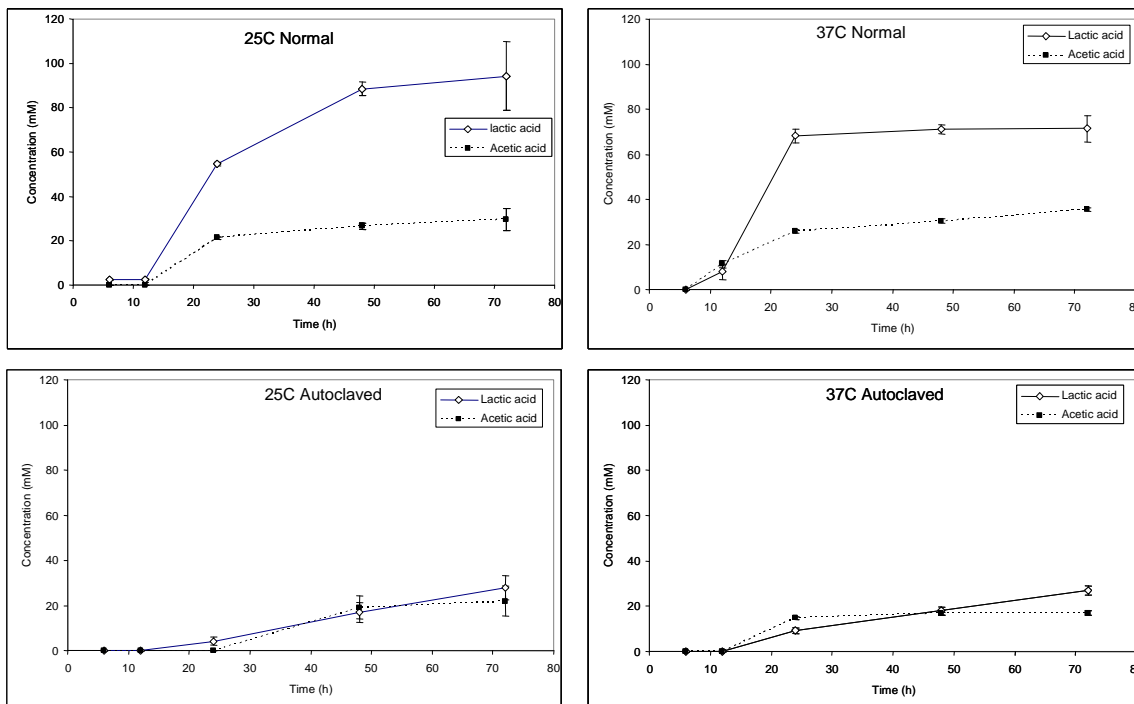 25C Normal
Concentration (mM)
120
100
80
60
40
20
0
lactic acid
Acetic acid
0 10 20 30 40 50 60 70 80
Time (h)
37C Normal
Concentration (mM)
120
100
80
60
40
20
0
Lactic acid
Acetic acid
0 10 20 30 40 50 60 70 8
Time (h)
25C Autoclaved
Concentration (mM)
120
100
80
60
40
20
0
Lactic acid
Acetic acid
0 10 20 30 40 50 60 70 80
Time (h)
37C Autoclaved
Concentration (mM)
120
100
80
60
40
20
0
Lactic acid
Acetic acid
0 10 20 30 40 50 60 70 8
Time (h)